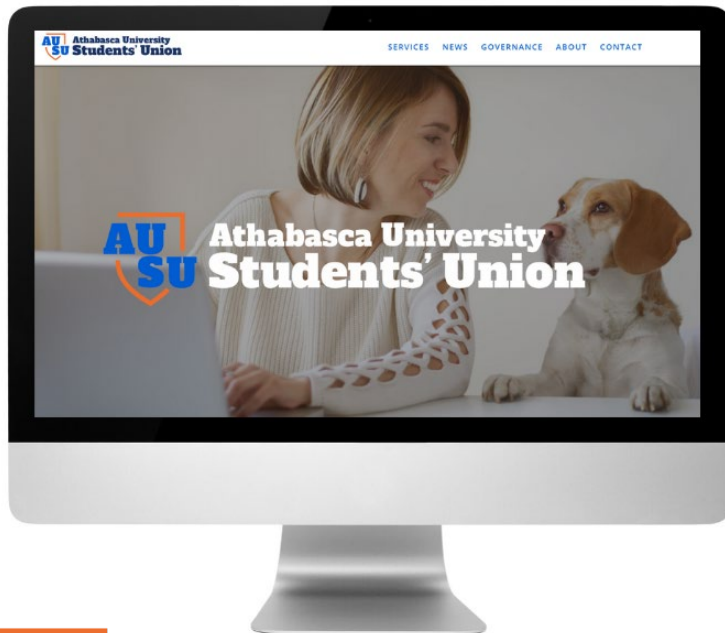 AU
SU
Athabasca University
Students' Union
SERVICES NEWS GOVERNANCE ABOUT CONTACT
AU
SU
Athabasca University
Students' Union